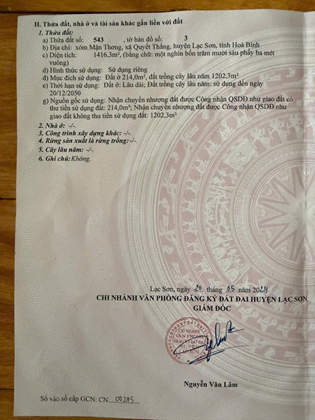 II. Thửa đất, nhà ở và tài sản khác gắn liền với đất
1. Thửa đất:
a) Thửa đất số: 543 , tờ bản đồ số: 3
b) Địa chỉ: xóm Mận Thơng, xã Quyết Thắng, huyện Lạc Sơn, tỉnh Hoà Bình
c) Diện tích: 1416,3m², (bằng chữ: một nghìn bốn trăm mười sáu phẩy ba mét
vuông)
d) Hình thức sử dụng: Sử dụng riêng
đ) Mục đích sử dụng: Đất ở 214,0m², đất trồng cây lâu năm 1202,3m²
e) Thời hạn sử dụng: Đất ở: Lâu dài; Đất trồng cây lâu năm: sử dụng đến ngày
20/12/2050
g) Nguồn gốc sử dụng: Nhận chuyển nhượng đất được Công nhận QSDĐ như giao đất có
thu tiền sử dụng đất: 214,0m²; Nhận chuyển nhượng đất được Công nhận QSDĐ như
giao đất không thu tiền sử dụng đất: 1202,3m²
2. Nhà ở: -/-.
3. Công trình xây dựng khác: -/-.
4. Rừng sản xuất là rừng trồng: -/-.
5. Cây lâu năm: -/-.
6. Ghi chú: Không.
Lạc Sơn, ngày 24 tháng 05 năm 2024
CHI NHÁNH VĂN PHÒNG ĐĂNG KÝ ĐẤT ĐAI HUYỆN LẠC SƠN
GIÁM ĐỐC
Nguyễn Văn Lâm
Số vào sổ cấp GCN: CN 00285